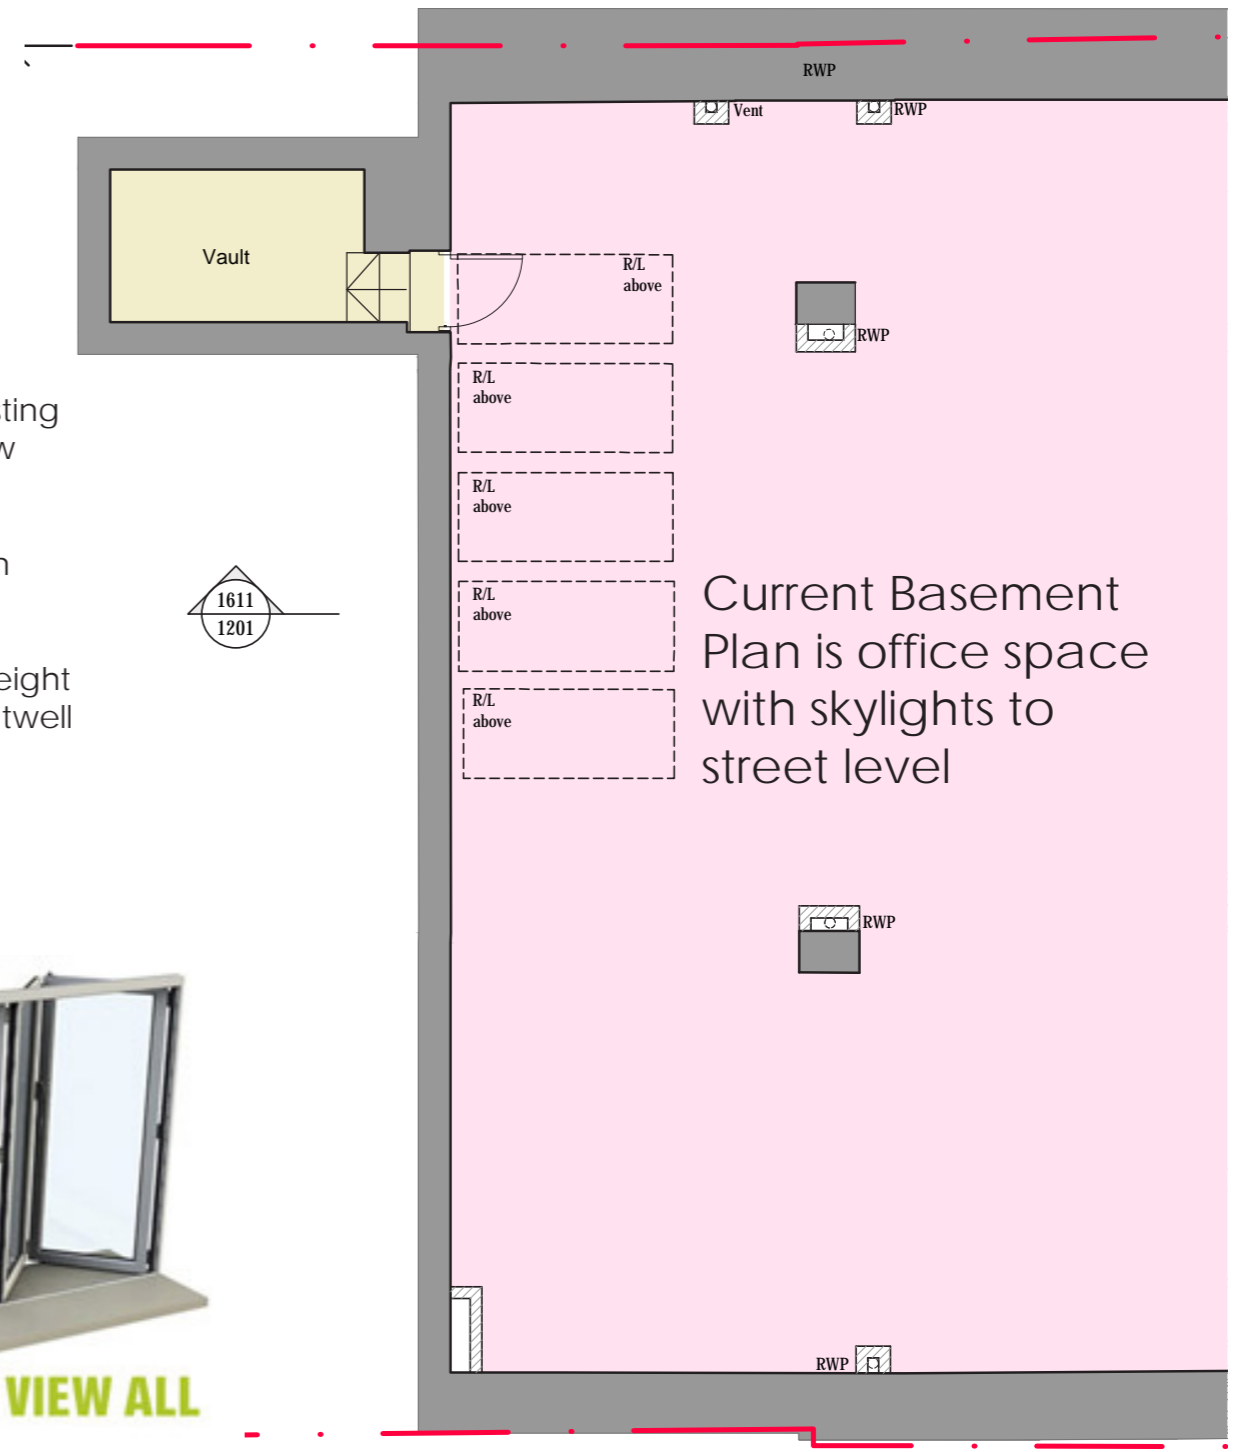 RWP
Vent
RWP
Vault
R/L
above
RWP
R/L
above
R/L
above
1611
1201
R/L
above
R/L
above
Current Basement
Plan is office space
with skylights to
street level
RWP
RWP
VIEW ALL